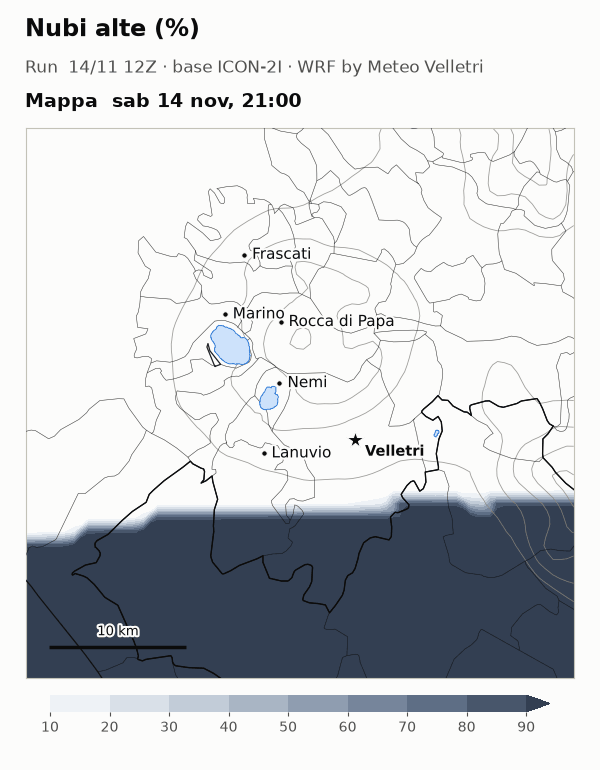 Nubi alte (%)
Run  14/11 12Z · base ICON-2I · WRF by Meteo Velletri
Mappa  sab 14 nov, 21:00
Frascati
Marino
Rocca di Papa
Nemi
Velletri
Lanuvio
10 km
10 20 30 40 50 60 70 80 90